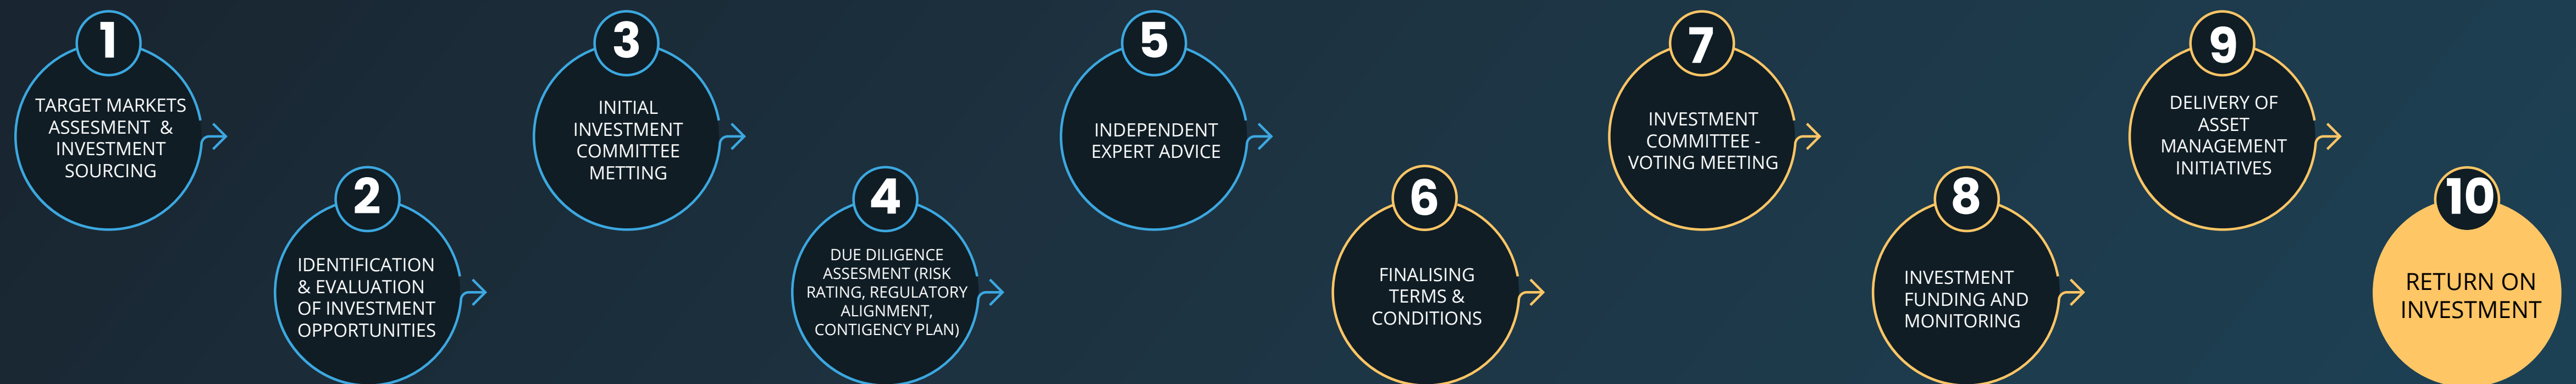 1
TARGET MARKETS
ASSESMENT &
INVESTMENT
SOURCING
2
IDENTIFICATION
& EVALUATION
OF INVESTMENT
OPPORTUNITIES
3
INITIAL
INVESTMENT
COMMITTEE
METTING
4
DUE DILIGENCE
ASSESMENT (RISK
RATING, REGULATORY
ALIGNMENT,
CONTIGENCY PLAN)
5
INDEPENDENT
EXPERT ADVICE
6
FINALISING
TERMS &
CONDITIONS
7
INVESTMENT
COMMITTEE -
VOTING MEETING
8
INVESTMENT
FUNDING AND
MONITORING
9
DELIVERY OF
ASSET
MANAGEMENT
INITIATIVES
10
RETURN ON
INVESTMENT